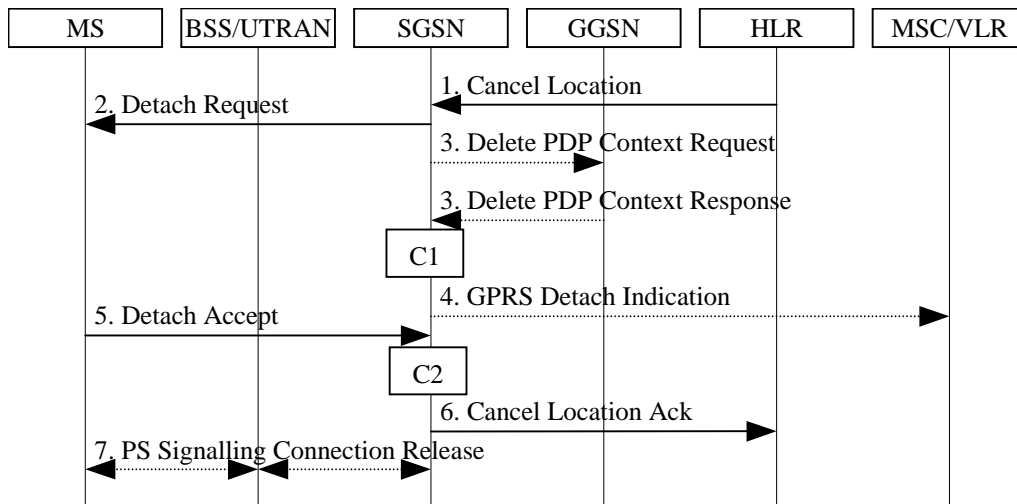 MS BSS/UTRAN SGSN GGSN HLR MSC/VLR
1. Cancel Location
2. Detach Request
3. Delete PDP Context Request
3. Delete PDP Context Response
C1
4. GPRS Detach Indication
5. Detach Accept
C2
6. Cancel Location Ack
7. PS Signalling Connection Release